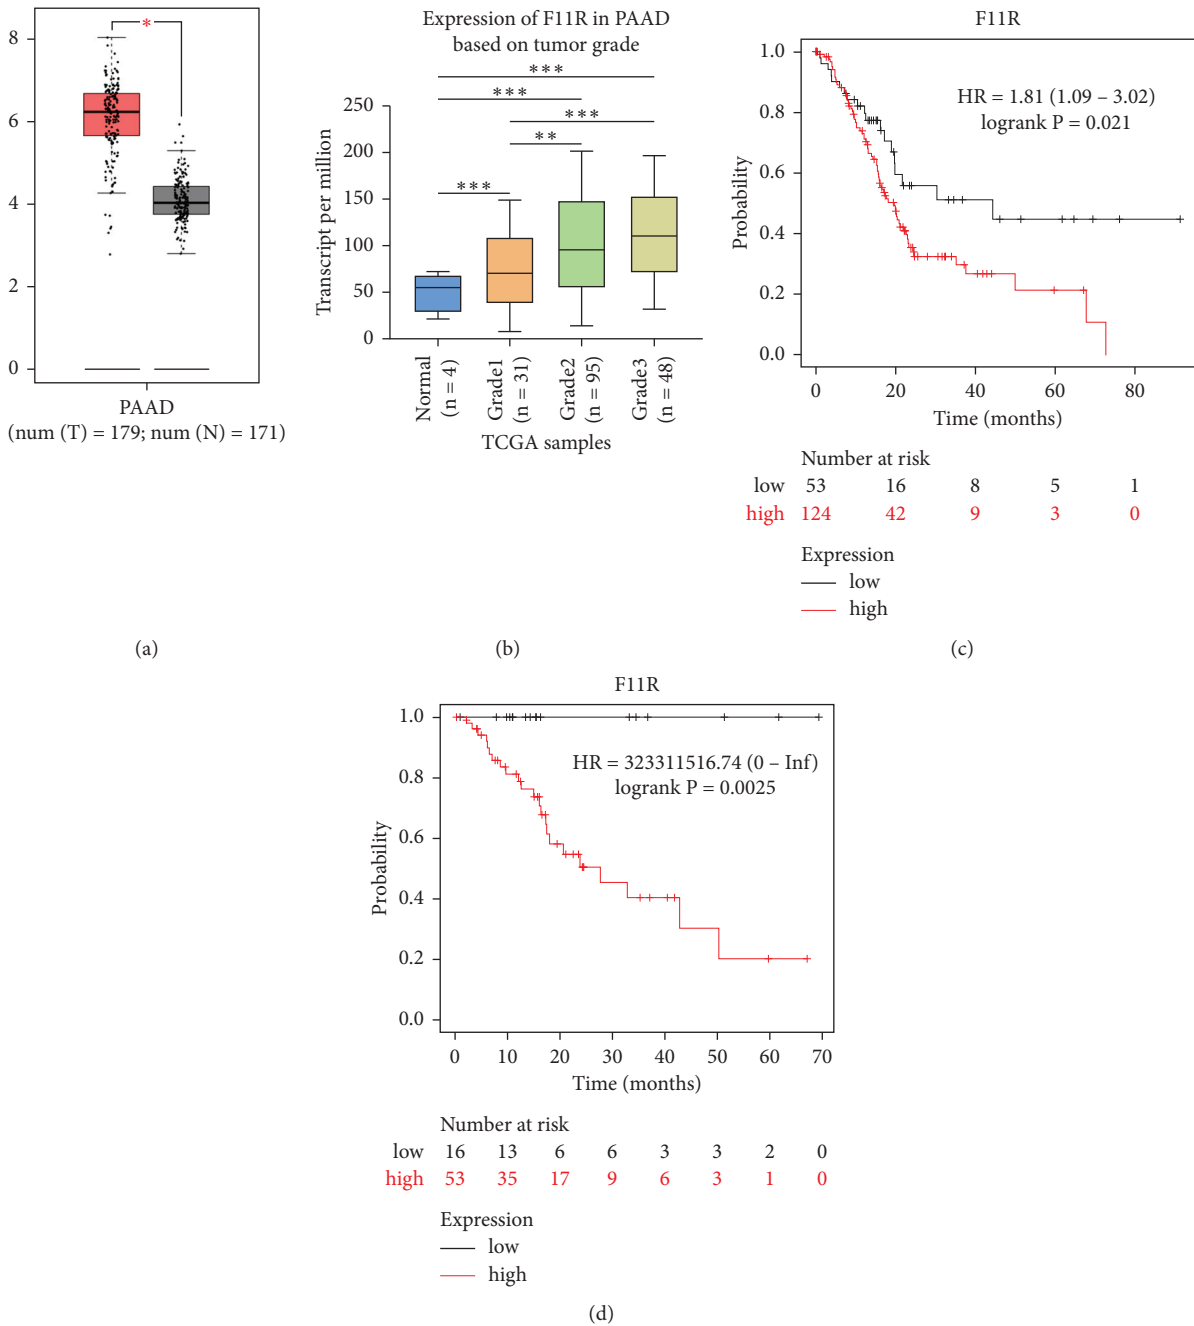 *
8
6
4
2
0
PAAD
(num (T) = 179; num (N) = 171)
(a)
Expression of F11R in PAAD
based on tumor grade
***
***
***
**
***
Transcript per million
250
200
150
100
50
0
Normal
(n = 4)
Grade1
(n = 31)
Grade2
(n = 95)
Grade3
(n = 48)
TCGA samples
(b)
F11R
HR = 1.81 (1.09 – 3.02)
logrank P = 0.021
Probability
1.0
0.8
0.6
0.4
0.2
0.0
0 20 40 60 80
Time (months)
Number at risk
low 53 16 8 5 1
high 124 42 9 3 0
Expression
low
high
(c)
F11R
HR = 323311516.74 (0 – Inf)
logrank P = 0.0025
Probability
1.0
0.8
0.6
0.4
0.2
0.0
0 10 20 30 40 50 60 70
Time (months)
Number at risk
low 16 13 6 6 3 3 2 0
high 53 35 17 9 6 3 1 0
Expression
low
high
(d)